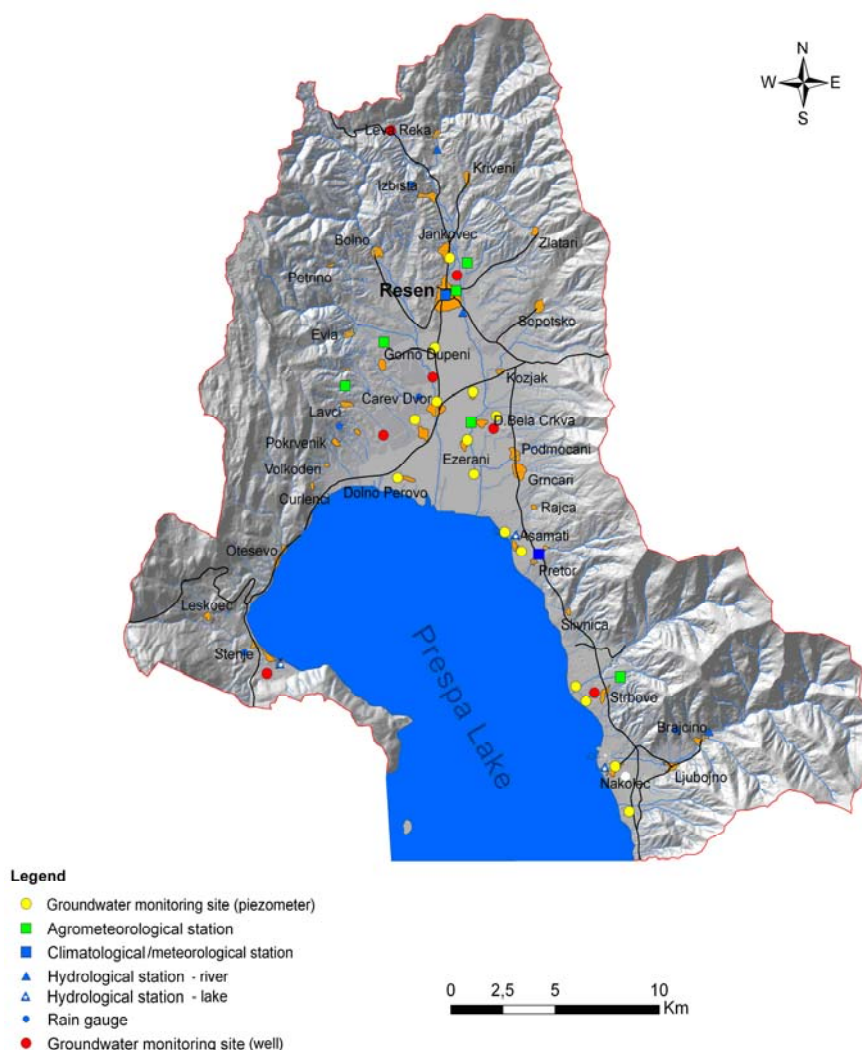 N
W E
S
Leva Reka
Kriveni
Izbista
Jankovec
Bolno
Zlatari
Petrino
Resen
Sopotsko
Evla
Gorno Dupeni
Kozjak
Carev Dvor
Lavci
D.Bela Crkva
Pokrvenik
Podmocani
Ezerani
Volkoderi
Grncari
Dolno Perovo
Curlenci
Rajca
Asamati
Otesevo
Pretor
Leskoec
Slivnica
Stenje
Prespa Lake
Strbovo
Brajcino
Ljubojno
Nakolec
Legend
Groundwater monitoring site (piezometer)
Agrometeorological station
Climatological/meteorological station
Hydrological station - river
Hydrological station - lake
Rain gauge
Groundwater monitoring site (well)
0 2,5 5 10
Km